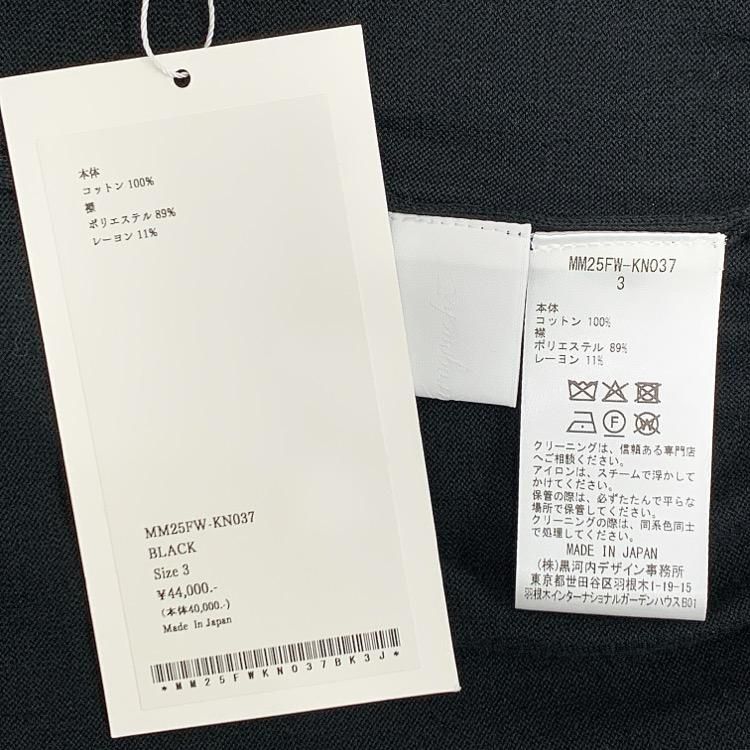 本体
コットン 100%
襟
ポリエステル 89%
レーヨン 11%
MM25FW-KN037
BLACK
Size 3
¥44,000-
(本体40,000.-)
Made In Japan
*MM25FWKN037BK3J*
MM25FW-KN037
3
本体
コットン 100%
襟
ポリエステル 89%
レーヨン 11%
F
W
クリーニングは、信頼ある専門店
へご相談ください。
アイロンは、スチームで浮かして
かけてください。
保管の際は、必ずたたんで平らな
場所で保管してください。
クリーニングの際は、同系色同士
で処理してください。
MADE IN JAPAN
(株)黒河内デザイン事務所
東京都世田谷区羽根木1-19-15
羽根木インターナショナルガーデンハウスB01